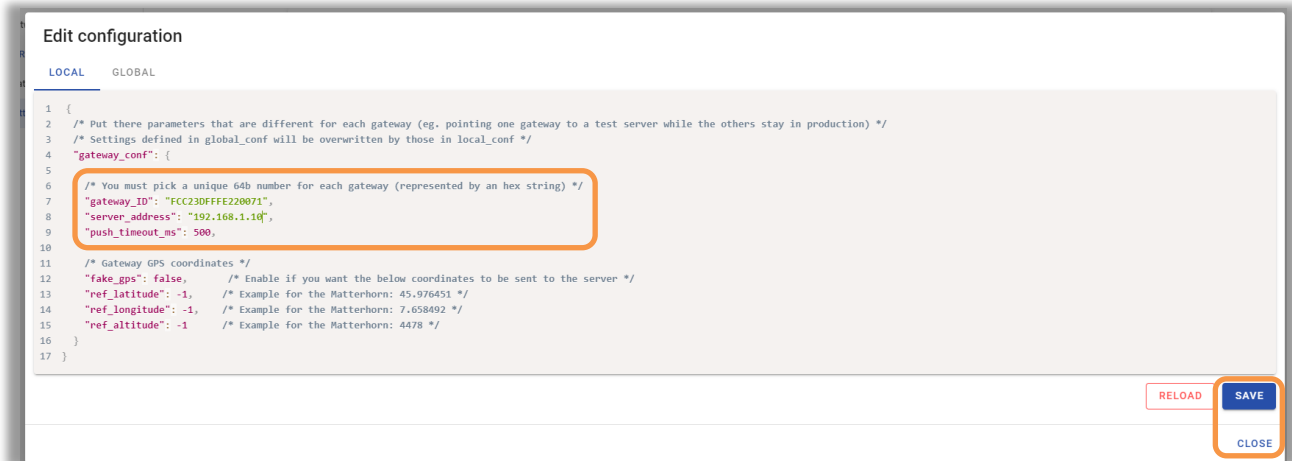 Edit configuration
LOCAL GLOBAL
1 {
2 /* Put there parameters that are different for each gateway (eg. pointing one gateway to a test server while the others stay in production) */
3 /* Settings defined in global_conf will be overwritten by those in local_conf */
4 "gateway_conf": {
5
6 /* You must pick a unique 64b number for each gateway (represented by an hex string) */
7 "gateway_ID": "FCC23DFFFE220071",
8 "server_address": "192.168.1.10",
9 "push_timeout_ms": 500,
10
11 /* Gateway GPS coordinates */
12 "fake_gps": false, /* Enable if you want the below coordinates to be sent to the server */
13 "ref_latitude": -1, /* Example for the Matterhorn: 45.976451 */
14 "ref_longitude": -1, /* Example for the Matterhorn: 7.658492 */
15 "ref_altitude": -1 /* Example for the Matterhorn: 4478 */
16 }
17 }
RELOAD SAVE
CLOSE